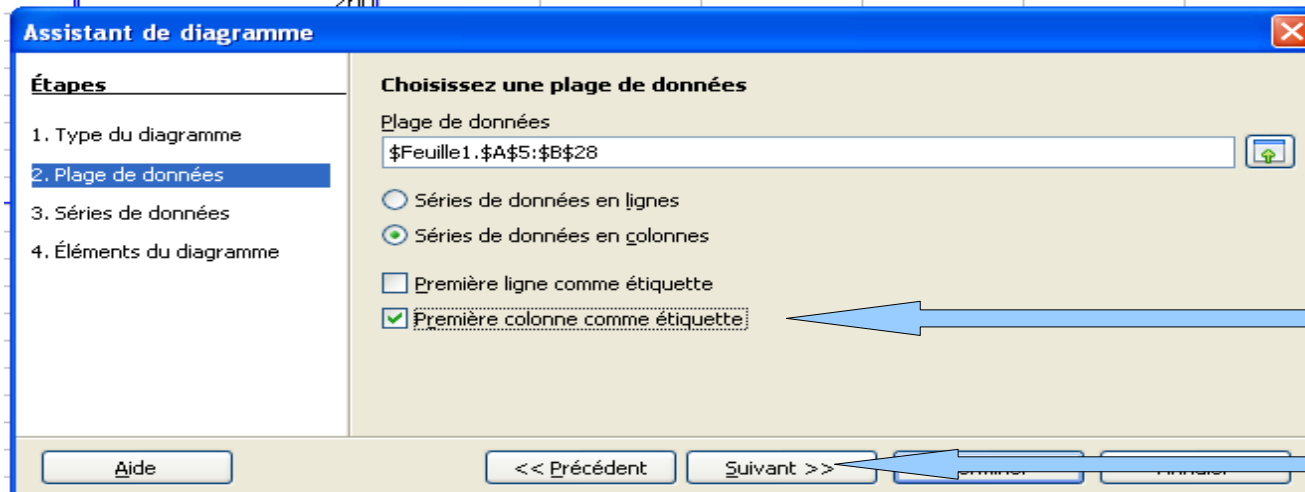 Assistant de diagramme
Étapes
1. Type du diagramme
2. Plage de données
3. Séries de données
4. Éléments du diagramme
Choisissez une plage de données
Plage de données
$Feuille1.$A$5:$B$28
Séries de données en lignes
Séries de données en colonnes
Première ligne comme étiquette
Première colonne comme étiquette
Aide
<< Précédent
Suivant >>